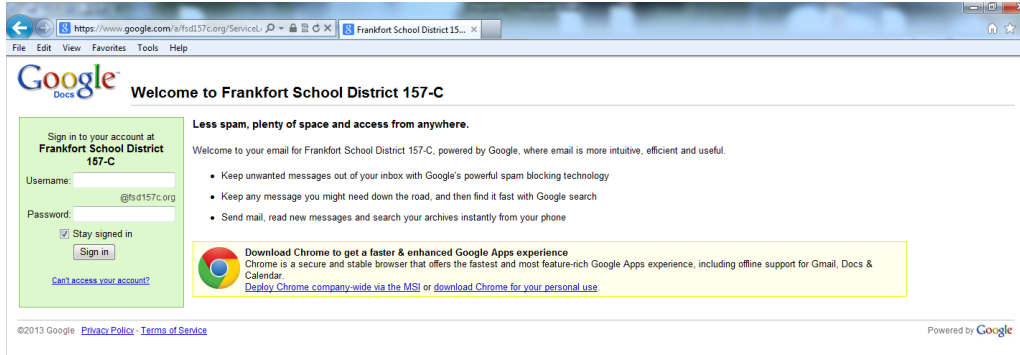 https://www.google.com/a/fsd157c.org/ServiceL
Frankfort School District 15...
File Edit View Favorites Tools Help
Google
Docs
Welcome to Frankfort School District 157-C
Sign in to your account at
Frankfort School District
157-C
Username:
@fsd157c.org
Password:
Stay signed in
Sign in
Can't access your account?
Less spam, plenty of space and access from anywhere.
Welcome to your email for Frankfort School District 157-C, powered by Google, where email is more intuitive, efficient and useful.
Keep unwanted messages out of your inbox with Google's powerful spam blocking technology
Keep any message you might need down the road, and then find it fast with Google search
Send mail, read new messages and search your archives instantly from your phone
Download Chrome to get a faster & enhanced Google Apps experience
Chrome is a secure and stable browser that offers the fastest and most feature-rich Google Apps experience, including offline support for Gmail, Docs &
Calendar.
Deploy Chrome company-wide via the MSI or download Chrome for your personal use.
©2013 Google Privacy Policy - Terms of Service
Powered by Google